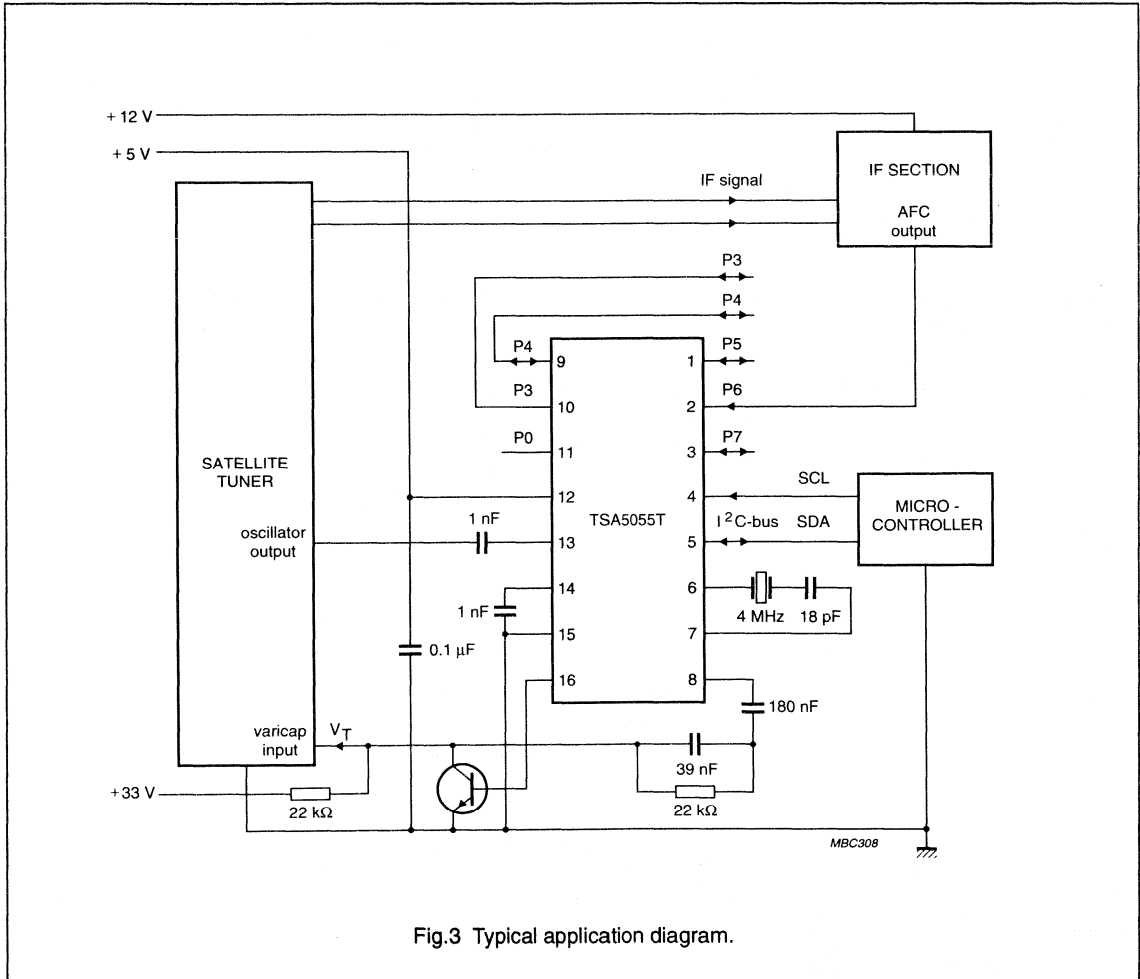 + 12 V
+ 5 V
IF SECTION
AFC
output
IF signal
P3
P4
P4
9
1
P5
P3
10
2
P6
P0
11
3
P7
SATELLITE
TUNER
12
TSA5055T
4
SCL
MICRO -
CONTROLLER
oscillator
output
1 nF
13
5
I²C-bus
SDA
14
6
1 nF
4 MHz
18 pF
15
7
0.1 µF
16
8
180 nF
varicap
input
VT
39 nF
+33 V
22 kΩ
22 kΩ
MBC308
Fig.3 Typical application diagram.